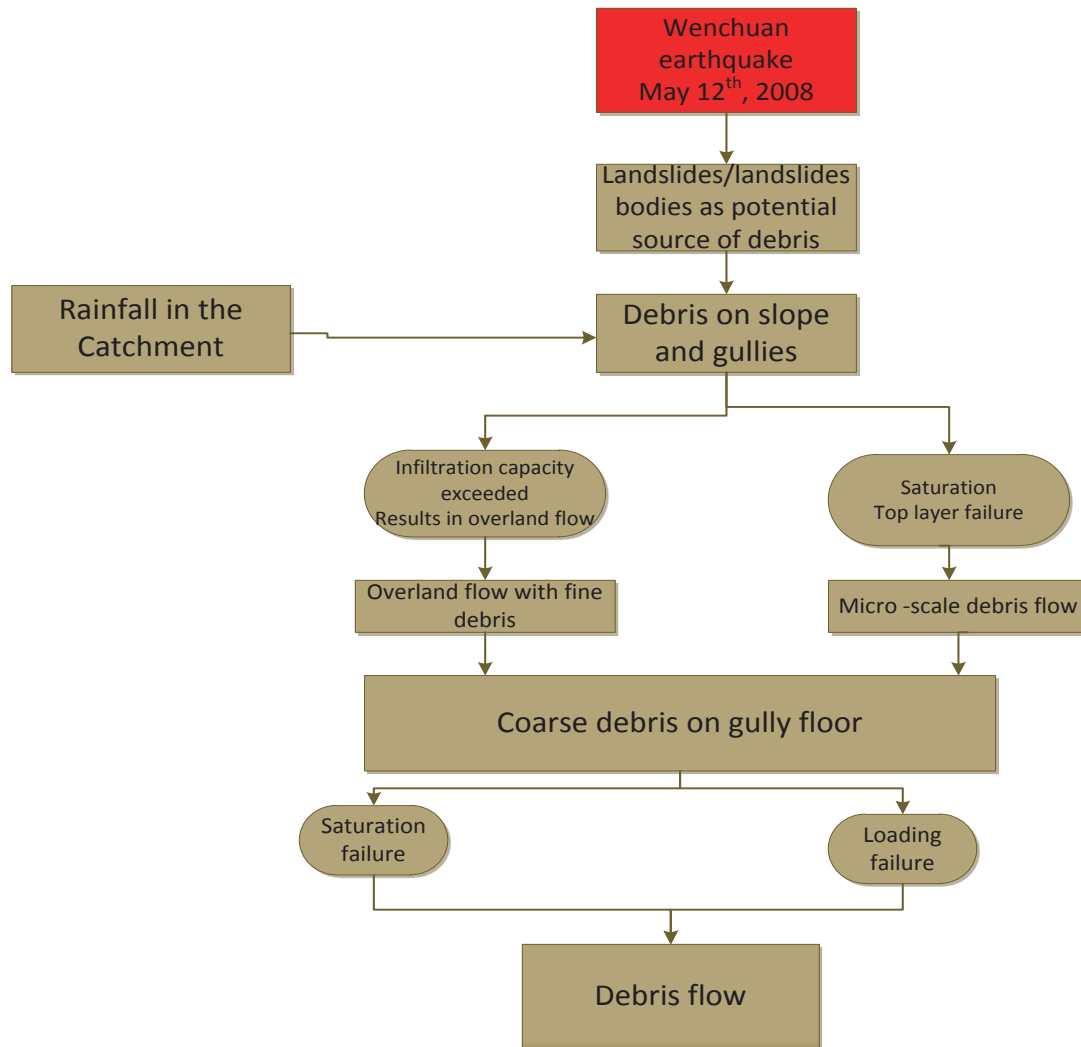 Wenchuan
earthquake
May 12th, 2008
Landslides/landslides
bodies as potential
source of debris
Rainfall in the
Catchment
Debris on slope
and gullies
Infiltration capacity
exceeded
Results in overland flow
Saturation
Top layer failure
Overland flow with fine
debris
Micro -scale debris flow
Coarse debris on gully floor
Saturation
failure
Loading
failure
Debris flow